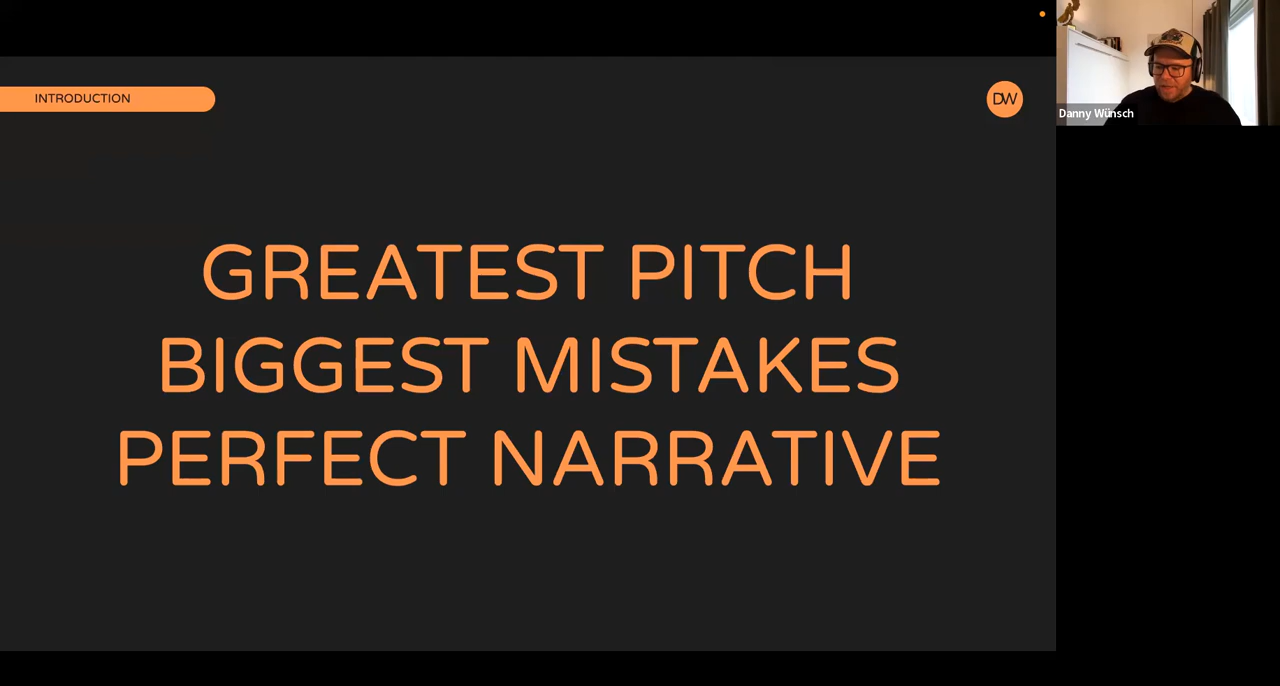 INTRODUCTION
DW
Danny Wünsch
GREATEST PITCH
BIGGEST MISTAKES
PERFECT NARRATIVE